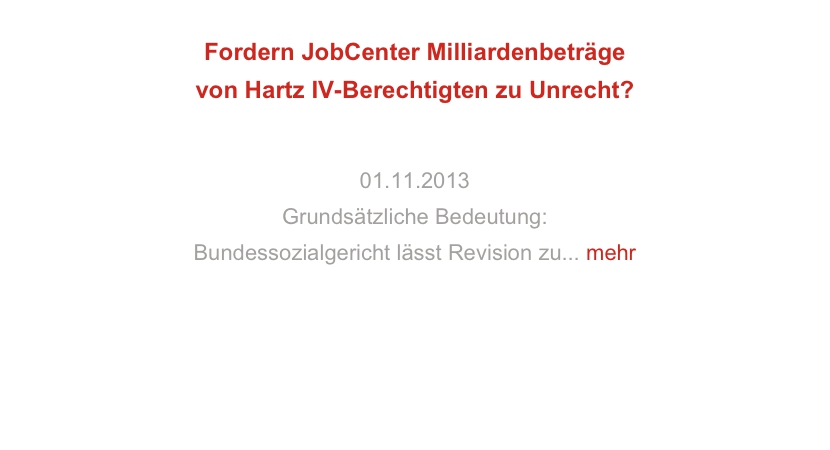 Fordern JobCenter Milliardenbeträge
von Hartz IV-Berechtigten zu Unrecht?
01.11.2013
Grundsätzliche Bedeutung:
Bundessozialgericht lässt Revision zu... mehr